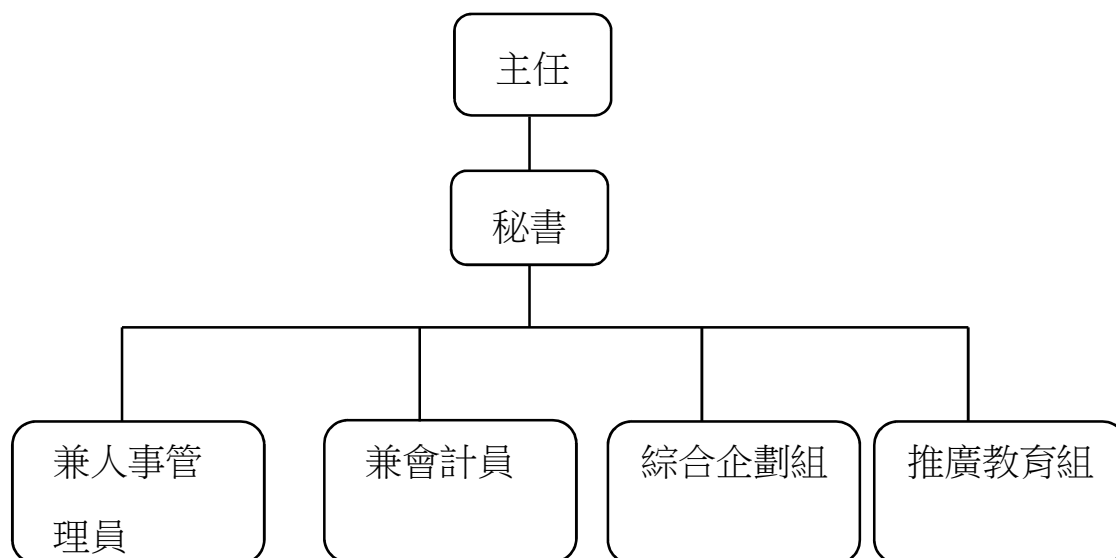 主任
秘書
兼人事管
理員
兼會計員
綜合企劃組
推廣教育組